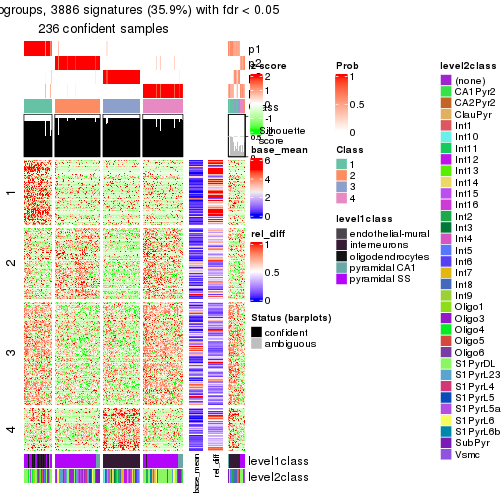 ogroups, 3886 signatures (35.9%) with fdr < 0.05
236 confident samples
p1
p2
z-score
2
1
0
-1
-2
Silhouette
score
base_mean
6
4
2
0
rel_diff
1
0.5
0
Status (barplots)
confident
ambiguous
Prob
1
0.5
0
Class
1
2
3
4
level1class
endothelial-mural
interneurons
oligodendrocytes
pyramidal CA1
pyramidal SS
level2class
(none)
CA1Pyr2
CA2Pyr2
ClauPyr
Int1
Int10
Int11
Int12
Int13
Int14
Int15
Int16
Int2
Int3
Int4
Int5
Int6
Int7
Int8
Int9
Oligo1
Oligo3
Oligo4
Oligo5
Oligo6
S1PyrDL
S1PyrL23
S1PyrL4
S1PyrL5
S1PyrL5a
S1PyrL6
S1PyrL6b
SubPyr
Vsmc
1
2
3
4
level1class
level2class
base_mean
rel_diff